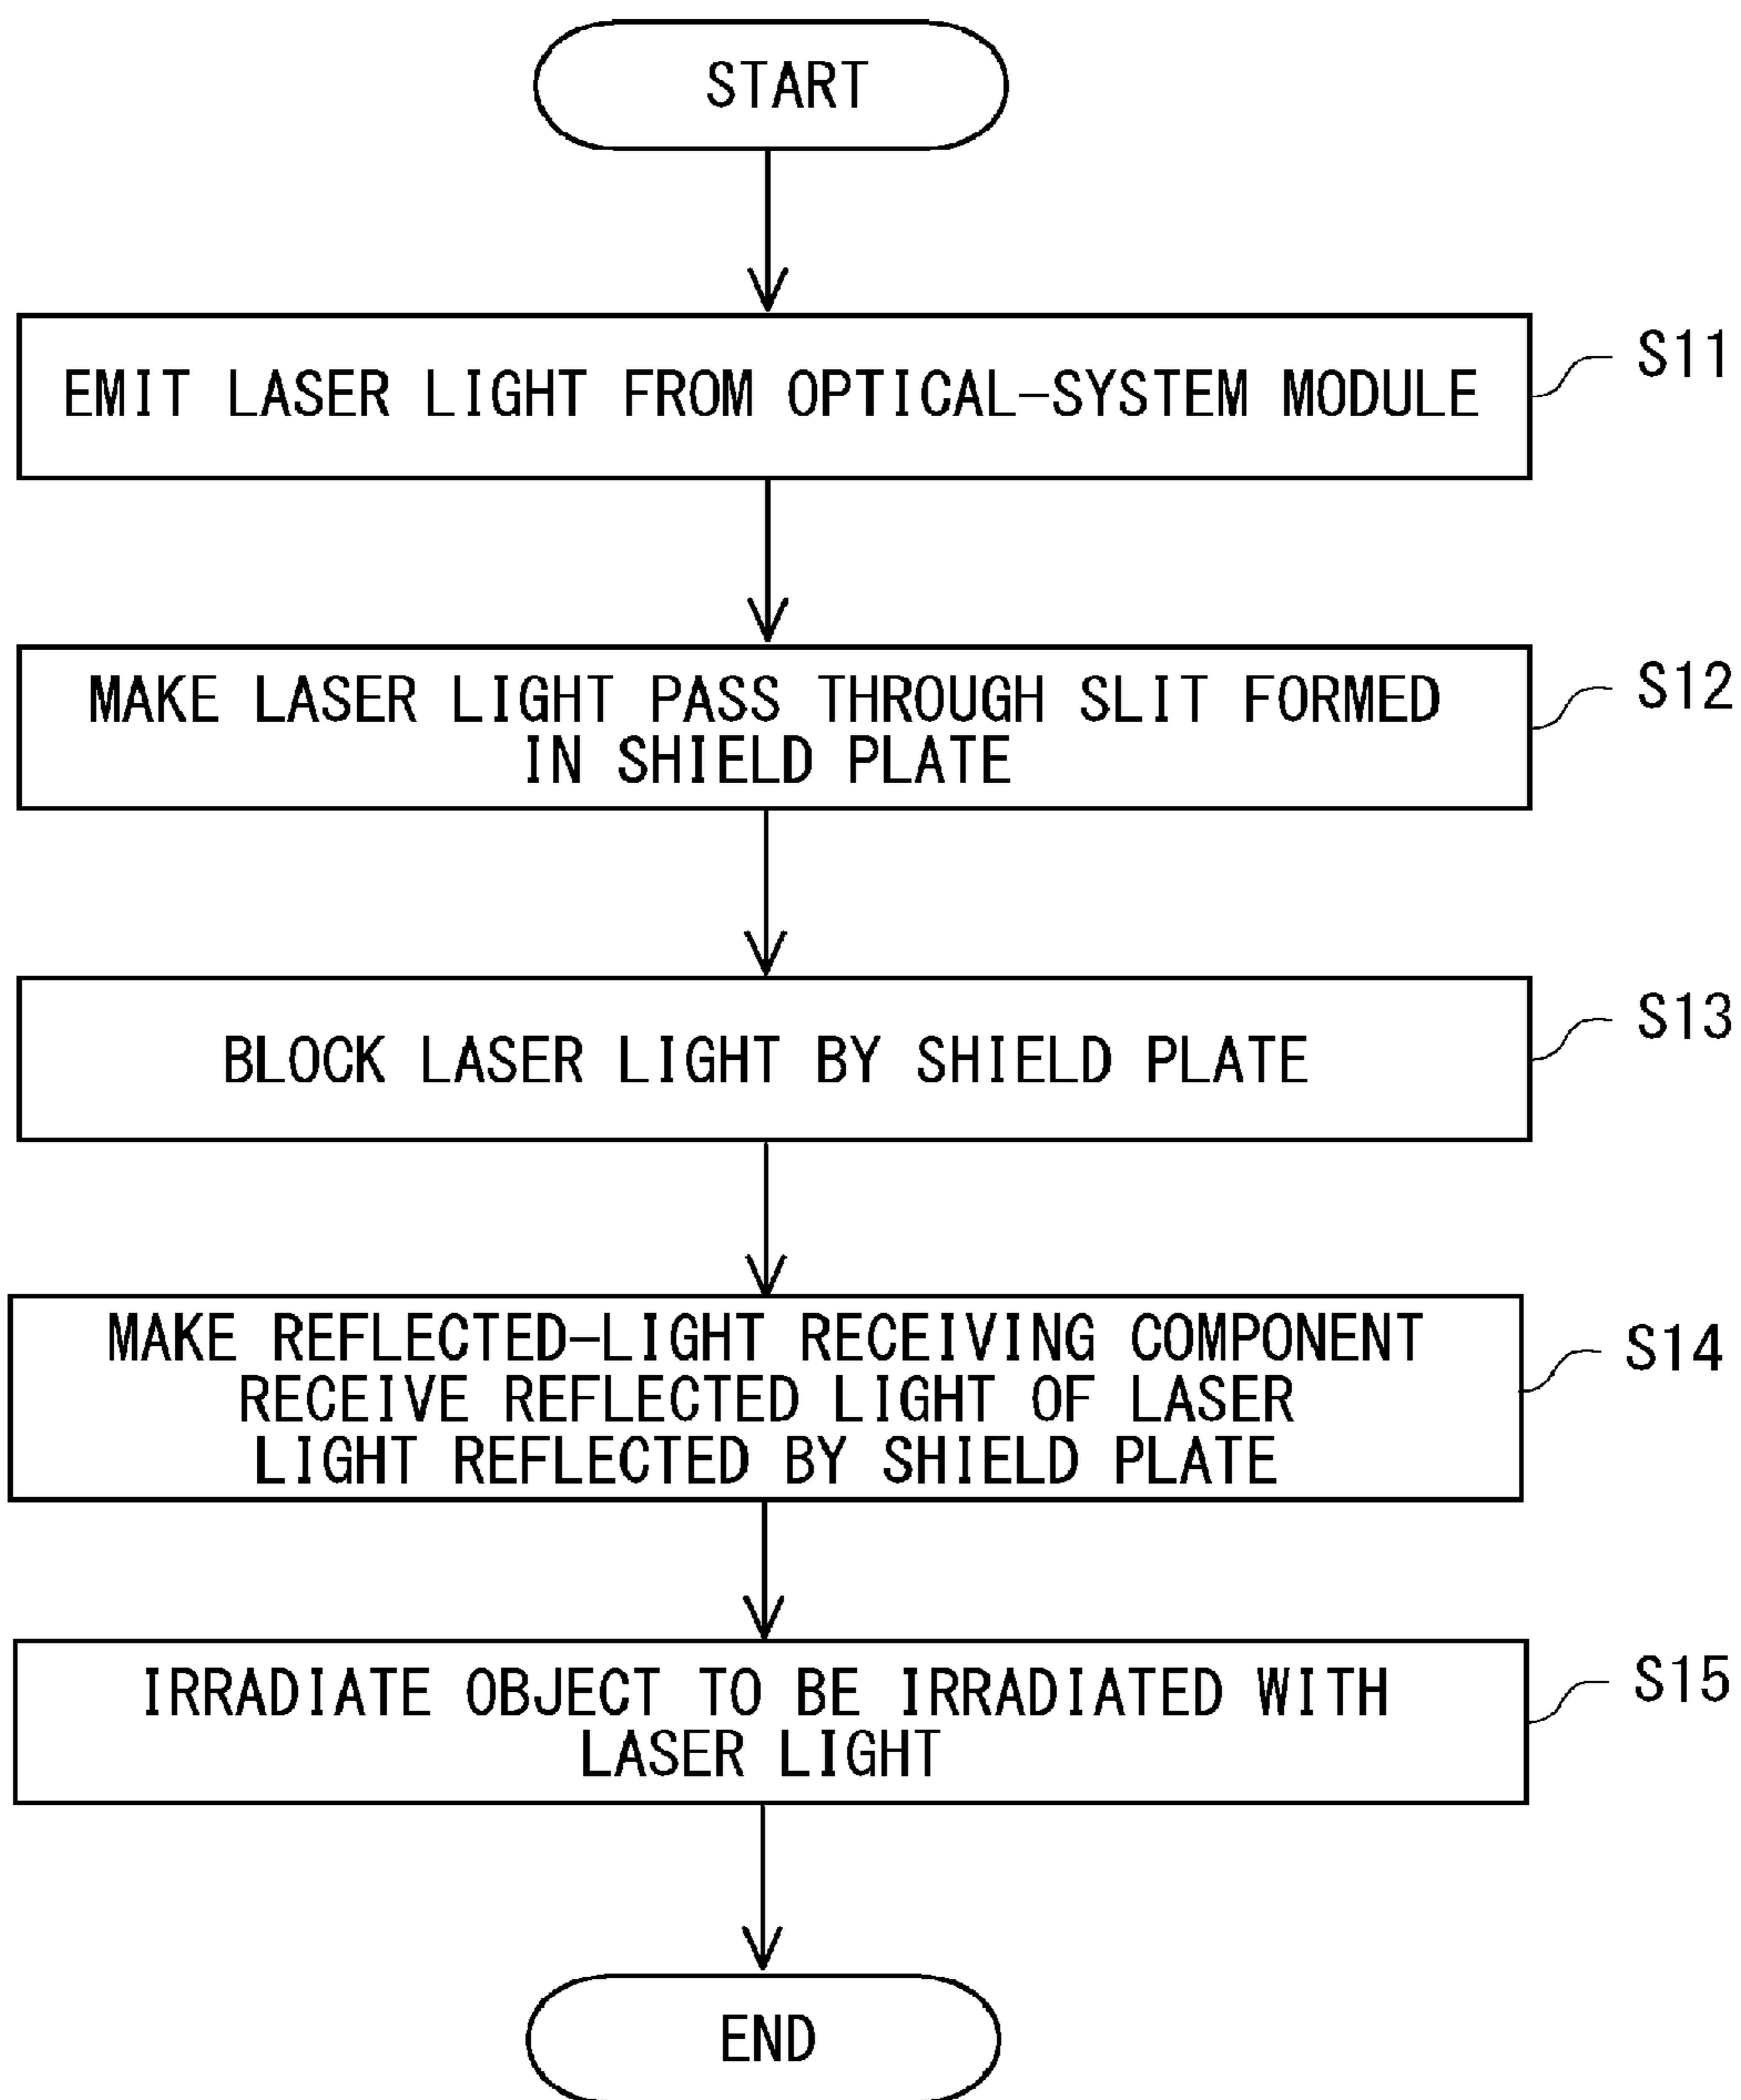 START
EMIT LASER LIGHT FROM OPTICAL-SYSTEM MODULE
S11
MAKE LASER LIGHT PASS THROUGH SLIT FORMED
IN SHIELD PLATE
S12
BLOCK LASER LIGHT BY SHIELD PLATE
S13
MAKE REFLECTED-LIGHT RECEIVING COMPONENT
RECEIVE REFLECTED LIGHT OF LASER
LIGHT REFLECTED BY SHIELD PLATE
S14
IRRADIATE OBJECT TO BE IRRADIATED WITH
LASER LIGHT
S15
END